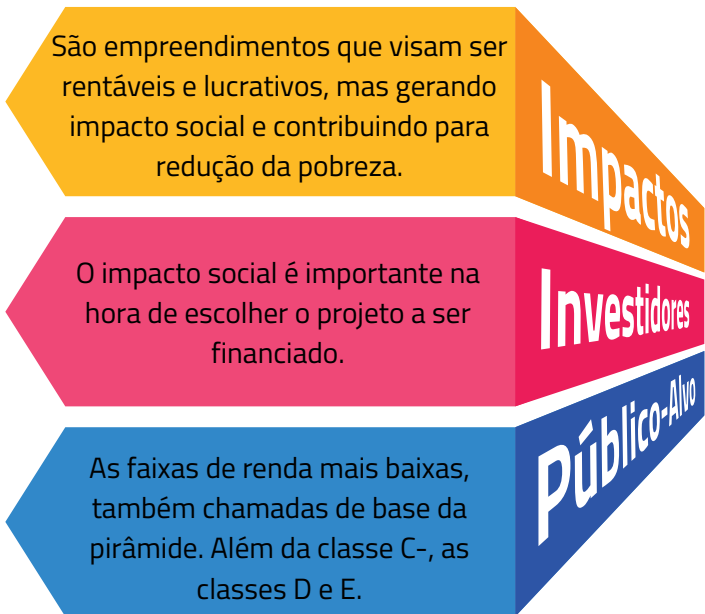 São empreendimentos que visam ser
rentáveis e lucrativos, mas gerando
impacto social e contribuindo para
redução da pobreza.
Impactos
O impacto social é importante na
hora de escolher o projeto a ser
financiado.
Investidores
As faixas de renda mais baixas,
também chamadas de base da
pirâmide. Além da classe C-, as
classes D e E.
Público-Alvo